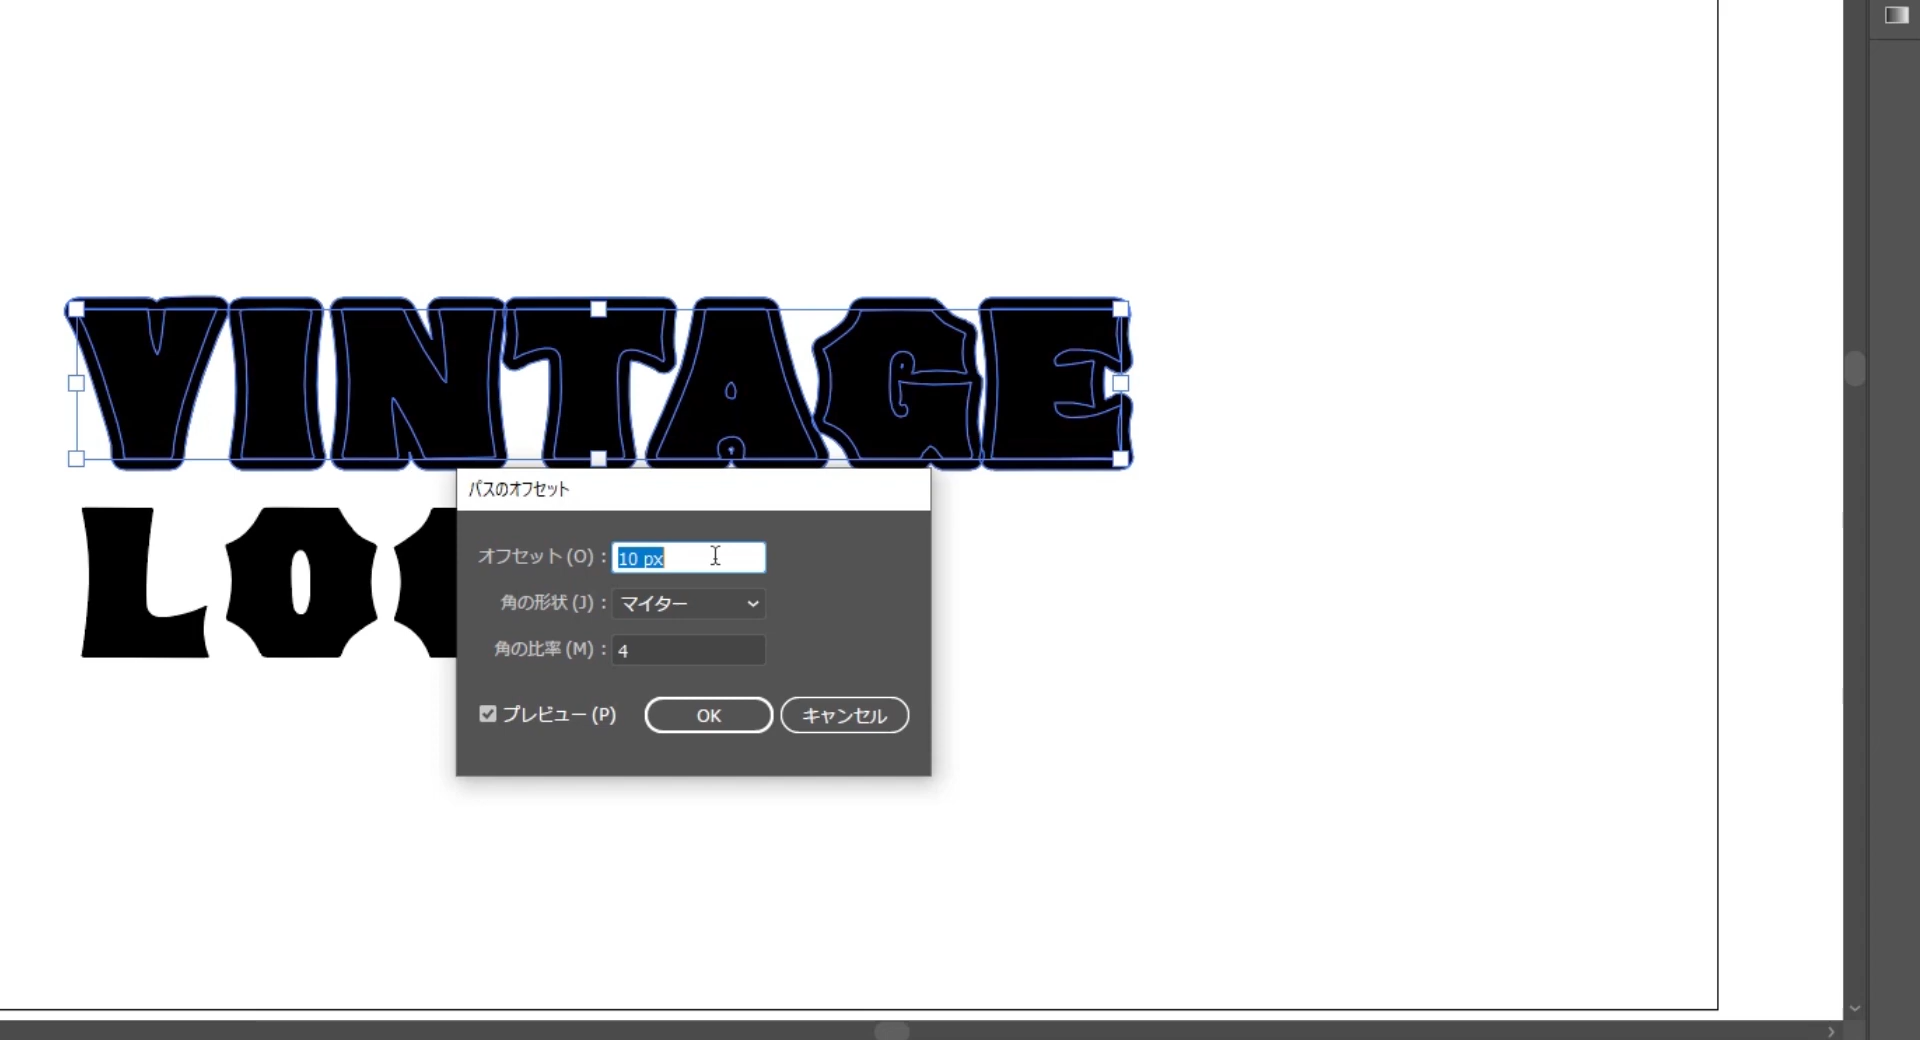 VINTAGE
LO
パスのオフセット
オフセット(O) : 10 px
角の形状(J) : マイター
角の比率(M) : 4
プレビュー(P) OK キャンセル